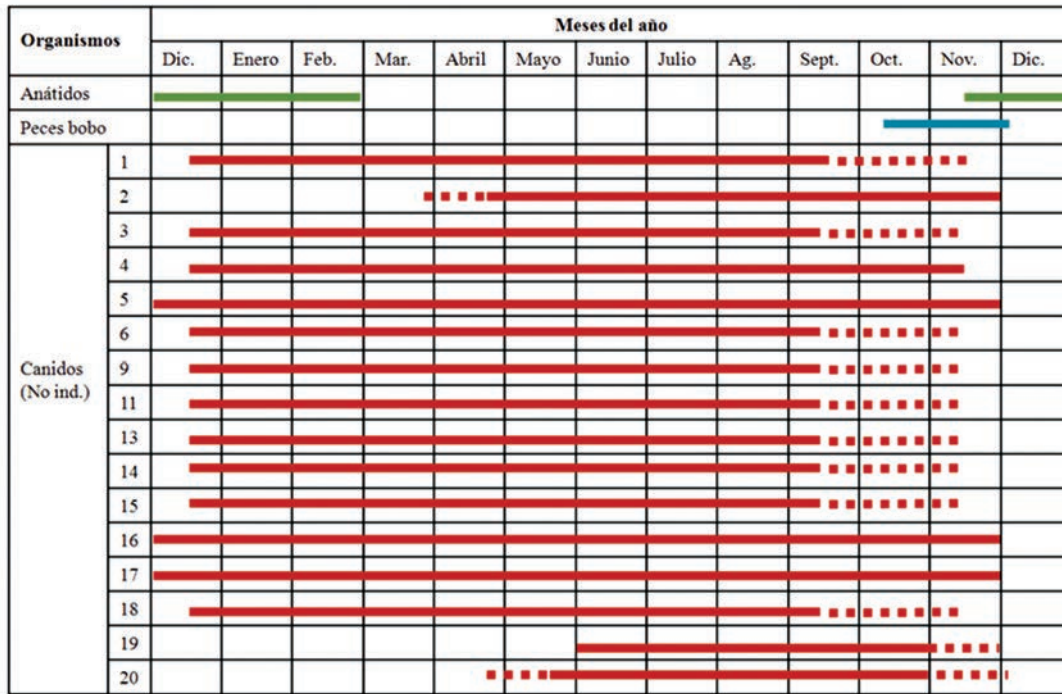 Organismos
Meses del año
Dic. Enero Feb. Mar. Abril Mayo Junio Julio Ag. Sept. Oct. Nov. Dic.
Anátidos
Peces bobo
Canidos
(No ind.)
1
2
3
4
5
6
9
11
13
14
15
16
17
18
19
20